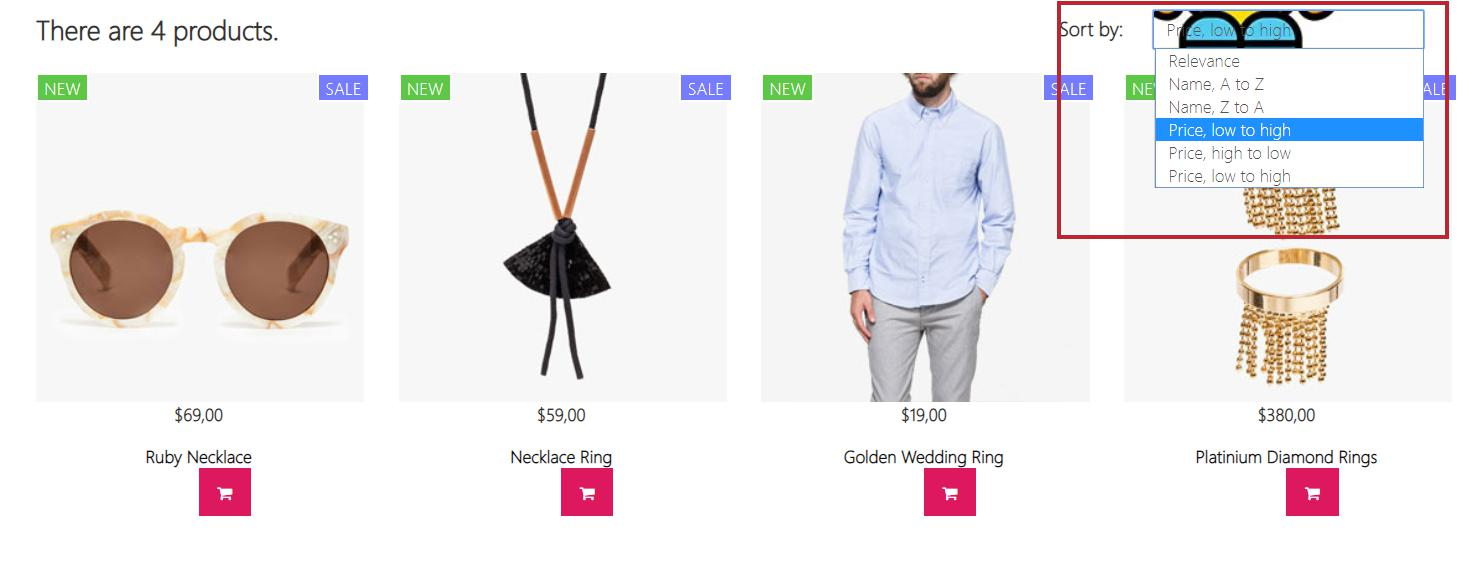 There are 4 products.
Sort by:
Price, low to high
Relevance
Name, A to Z
Name, Z to A
Price, low to high
Price, high to low
Price, low to high
NEW
SALE
NEW
SALE
NEW
SALE
NE
ALE
$69,00
$59,00
$19,00
$380,00
Ruby Necklace
Necklace Ring
Golden Wedding Ring
Platinium Diamond Rings